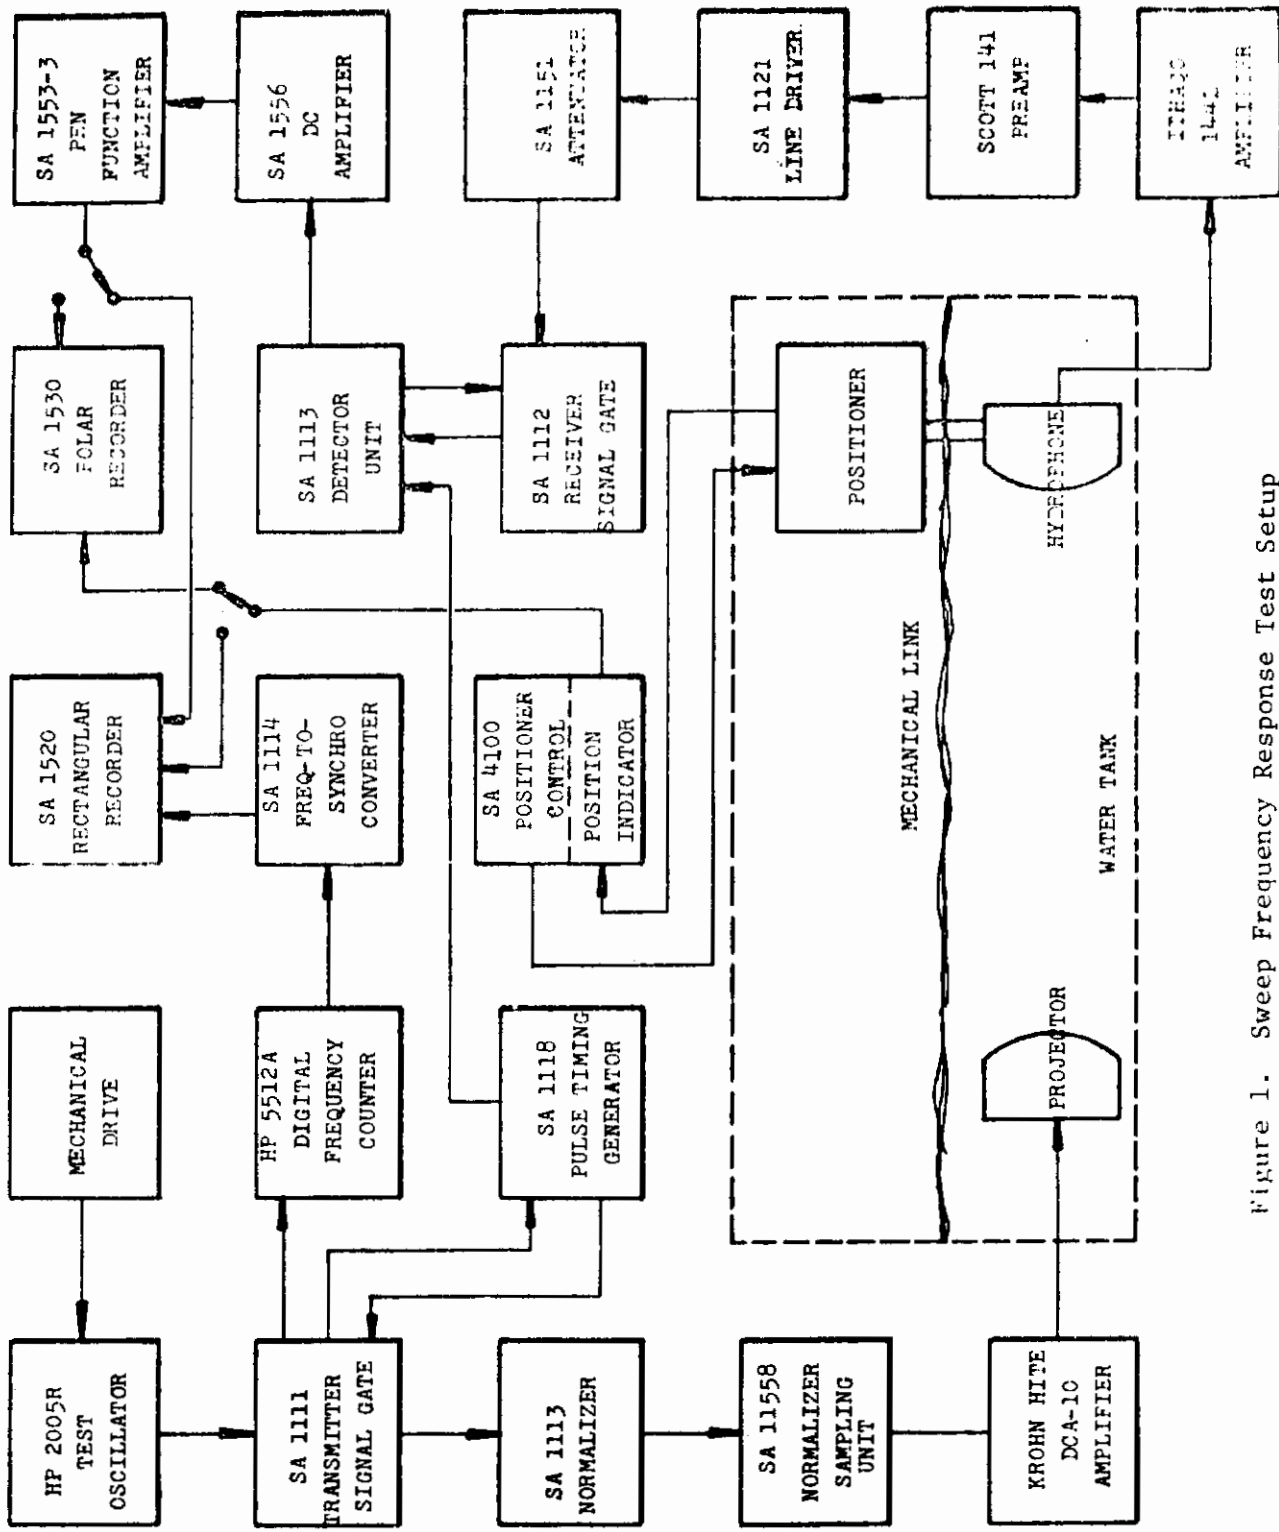 HP 2005R
TEST
OSCILLATOR
MECHANICAL
DRIVE
SA 1520
RECTANGULAR
RECORDER
SA 1530
POLAR
RECORDER
SA 1553-3
PEN
FUNCTION
AMPLIFIER
SA 1111
TRANSMITTER
SIGNAL GATE
HP 5512A
DIGITAL
FREQUENCY
COUNTER
SA 1114
FREQ-TO-
SYNCHRO
CONVERTER
SA 1113
DETECTOR
UNIT
SA 1556
DC
AMPLIFIER
SA 1113
NORMALIZER
SA 1118
PULSE TIMING
GENERATOR
SA 4100
POSITIONER
CONTROL
POSITION
INDICATOR
SA 1112
RECEIVER
SIGNAL GATE
SA 1151
ATTENUATOR
SA 11558
NORMALIZER
SAMPLING
UNIT
POSITIONER
SA 1121
LINE DRIVER
MECHANICAL LINK
KROHN HITE
DCA-10
AMPLIFIER
PROJECTOR
HYDROPHONE
SCOTT 141
PREAMP
WATER TANK
ITHACO
AMPLIFIER
Figure 1. Sweep Frequency Response Test Setup